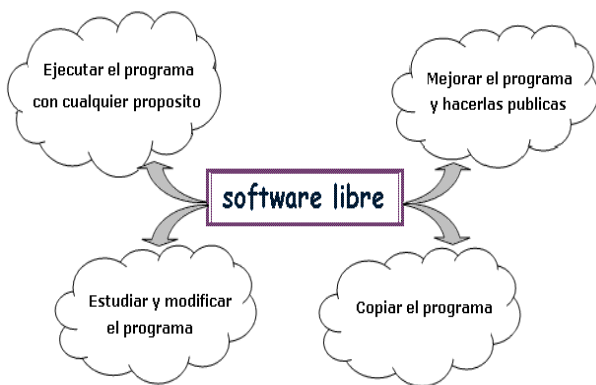 Ejecutar el programa
con cualquier proposito
Mejorar el programa
y hacerlas publicas
software libre
Estudiar y modificar
el programa
Copiar el programa